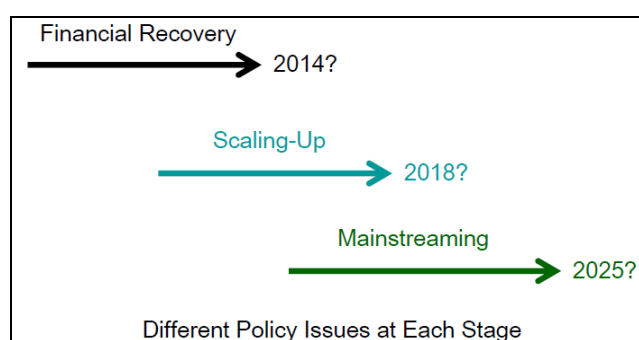 Financial Recovery
2014?
Scaling-Up
2018?
Mainstreaming
2025?
Different Policy Issues at Each Stage